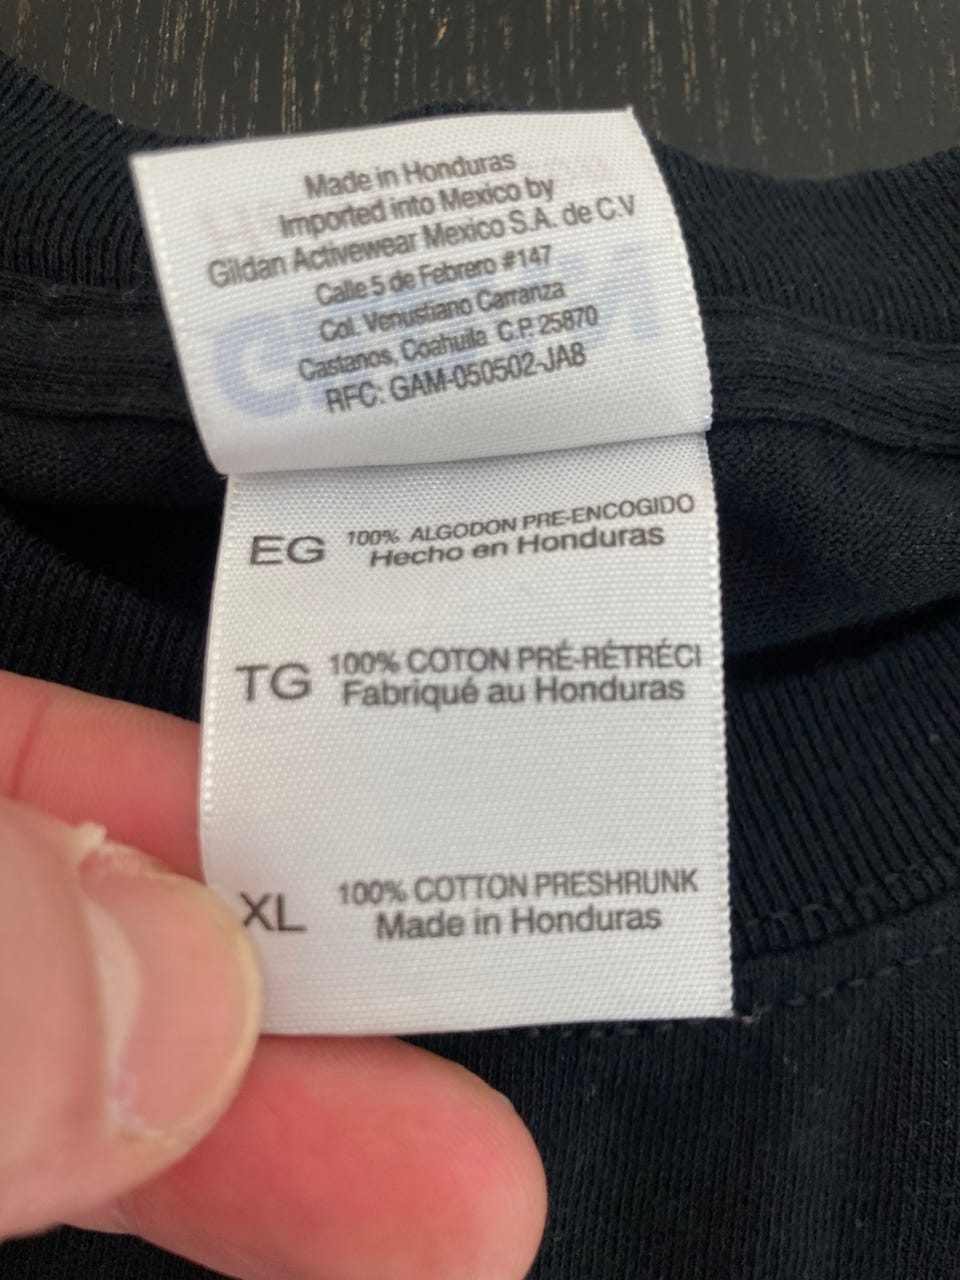 Made in Honduras
Imported into Mexico by
Gildan Activewear Mexico S.A. de C.V
Calle 5 de Febrero #147
Col. Venustiano Carranza
Castanos, Coahuila C.P. 25870
RFC: GAM-050502-JA8
EG 100% ALGODON PRE-ENCOGIDO
Hecho en Honduras
TG 100% COTON PRÉ-RÉTRÉCI
Fabriqué au Honduras
XL 100% COTTON PRESHRUNK
Made in Honduras